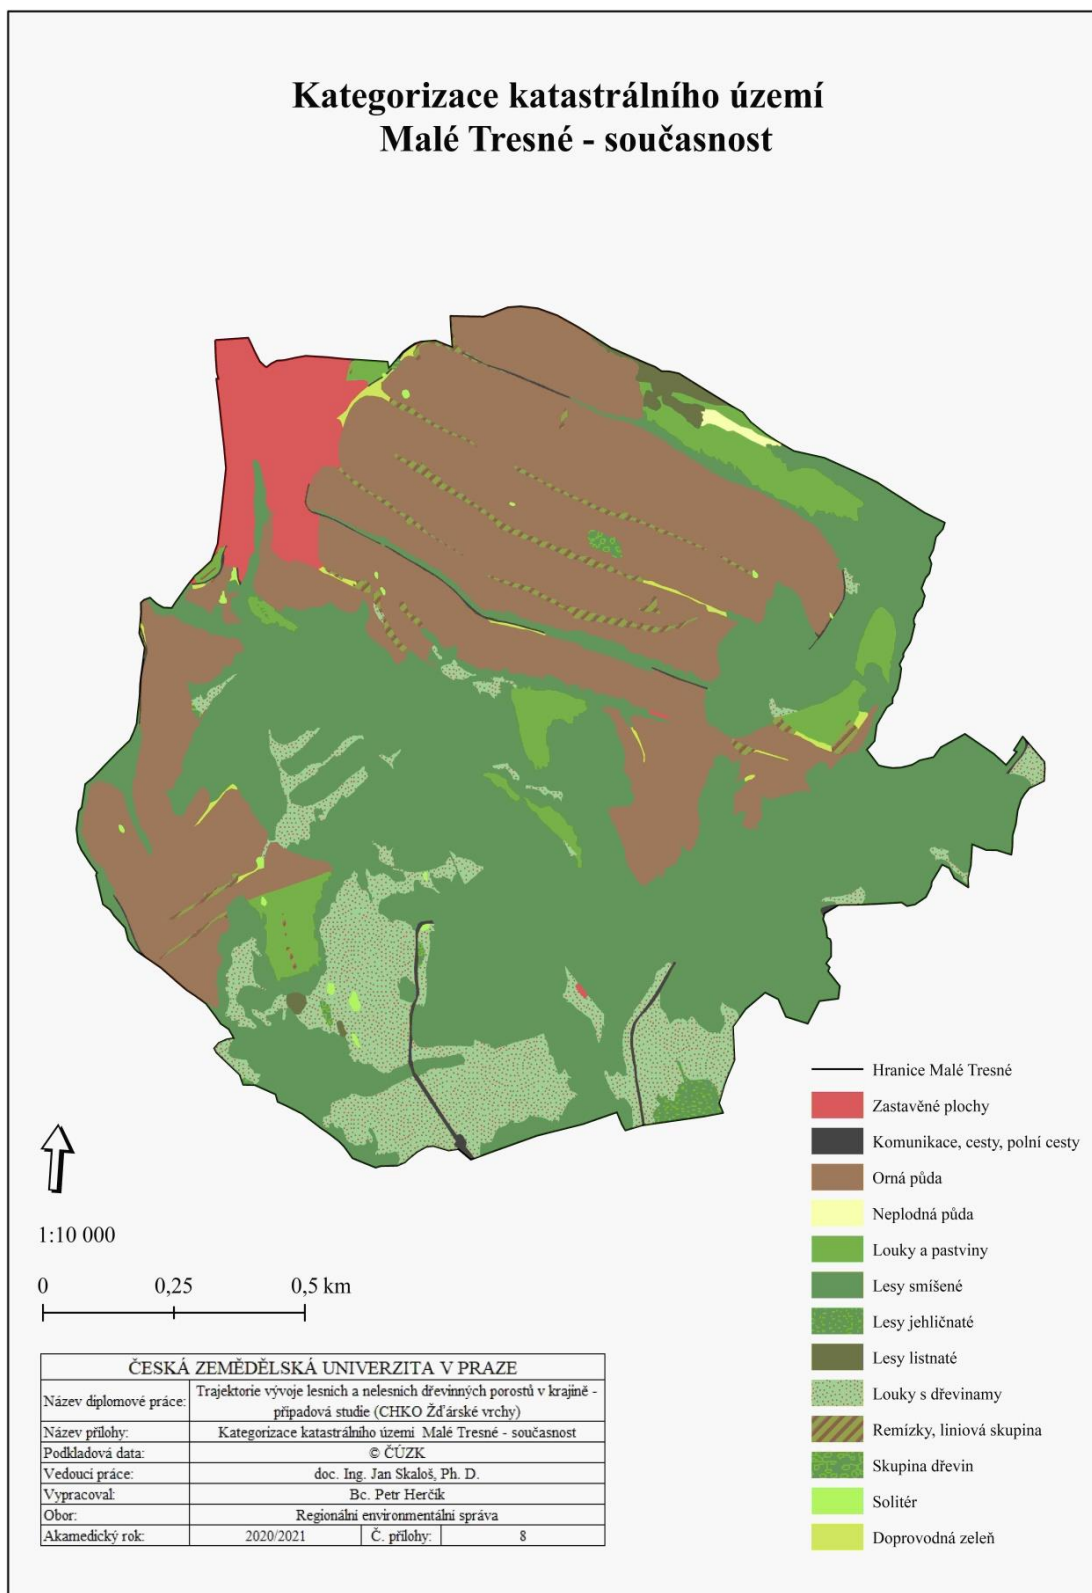 Kategorizace katastrálního území
Malé Tresné - současnost
Hranice Malé Tresné
Zastavěné plochy
Komunikace, cesty, polní cesty
Orná půda
Neplodná půda
Louky a pastviny
Lesy smíšené
Lesy jehličnaté
Lesy listnaté
Louky s dřevinamy
Remízky, liniová skupina
Skupina dřevin
Solitér
Doprovodná zeleň
1:10 000
0 0,25 0,5 km
ČESKÁ ZEMĚDĚLSKÁ UNIVERZITA V PRAZE
Název diplomové práce: Trajektorie vývoje lesních a nelesních dřevinných porostů v krajině -
připadová studie (CHKO Žďárské vrchy)
Název přílohy: Kategorizace katastrálního území Malé Tresné - současnost
Podkladová data: © ČÚZK
Vedoucí práce: doc. Ing. Jan Skaloš, Ph. D.
Vypracoval: Bc. Petr Herčík
Obor: Regionální environmentální správa
Akamedický rok: 2020/2021 Č. přílohy: 8